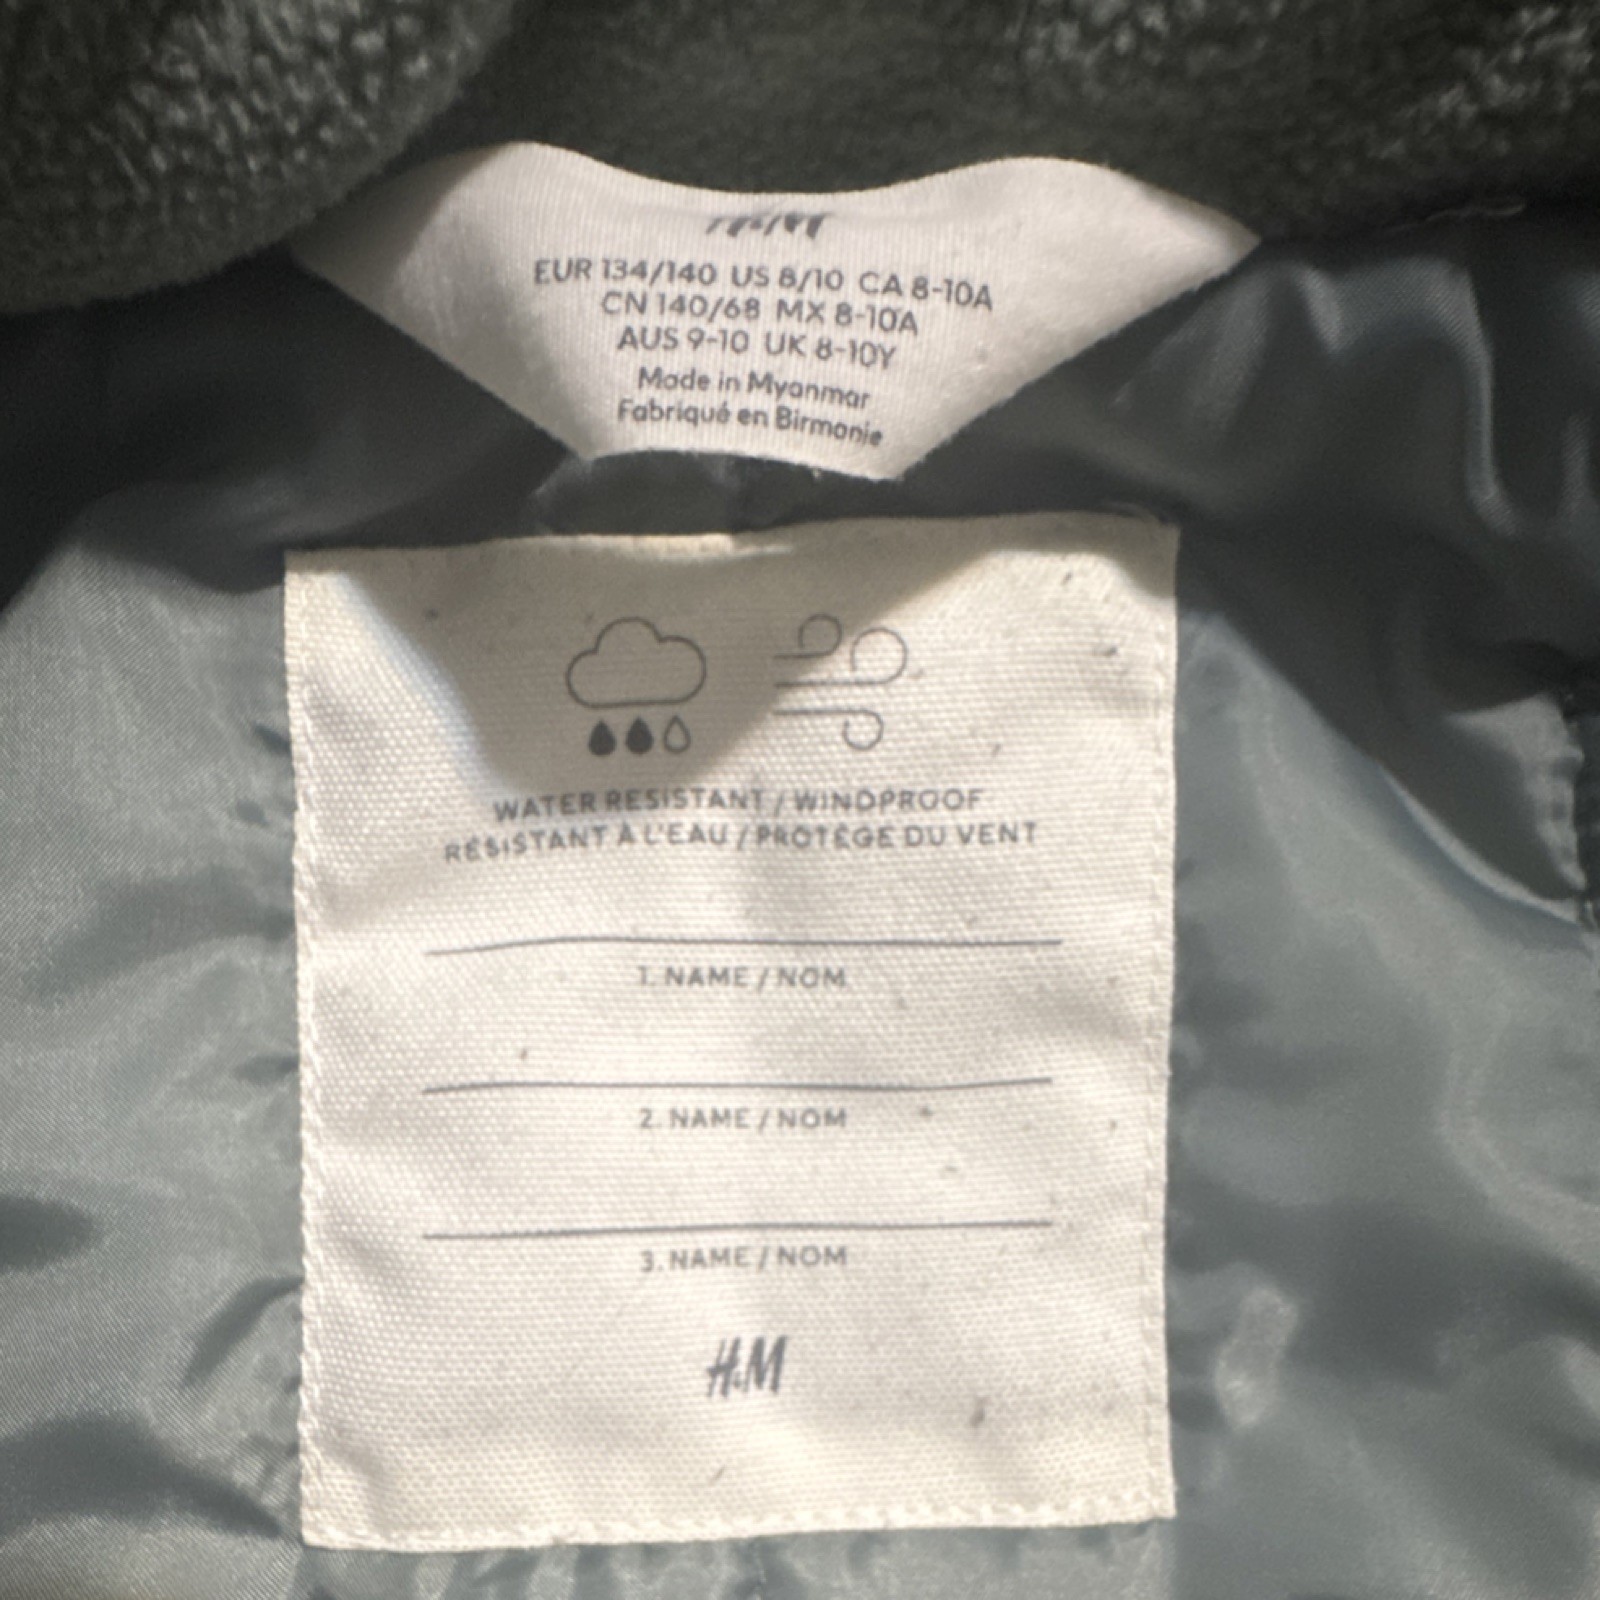 H&M
EUR 134/140 US 8/10 CA 8-10A
CN 140/68 MX 8-10A
AUS 9-10 UK 8-10Y
Made in Myanmar
Fabriqué en Birmanie
WATER RESISTANT / WINDPROOF
RÉSISTANT À L'EAU / PROTÈGE DU VENT
1. NAME / NOM
2. NAME / NOM
3. NAME / NOM
H&M